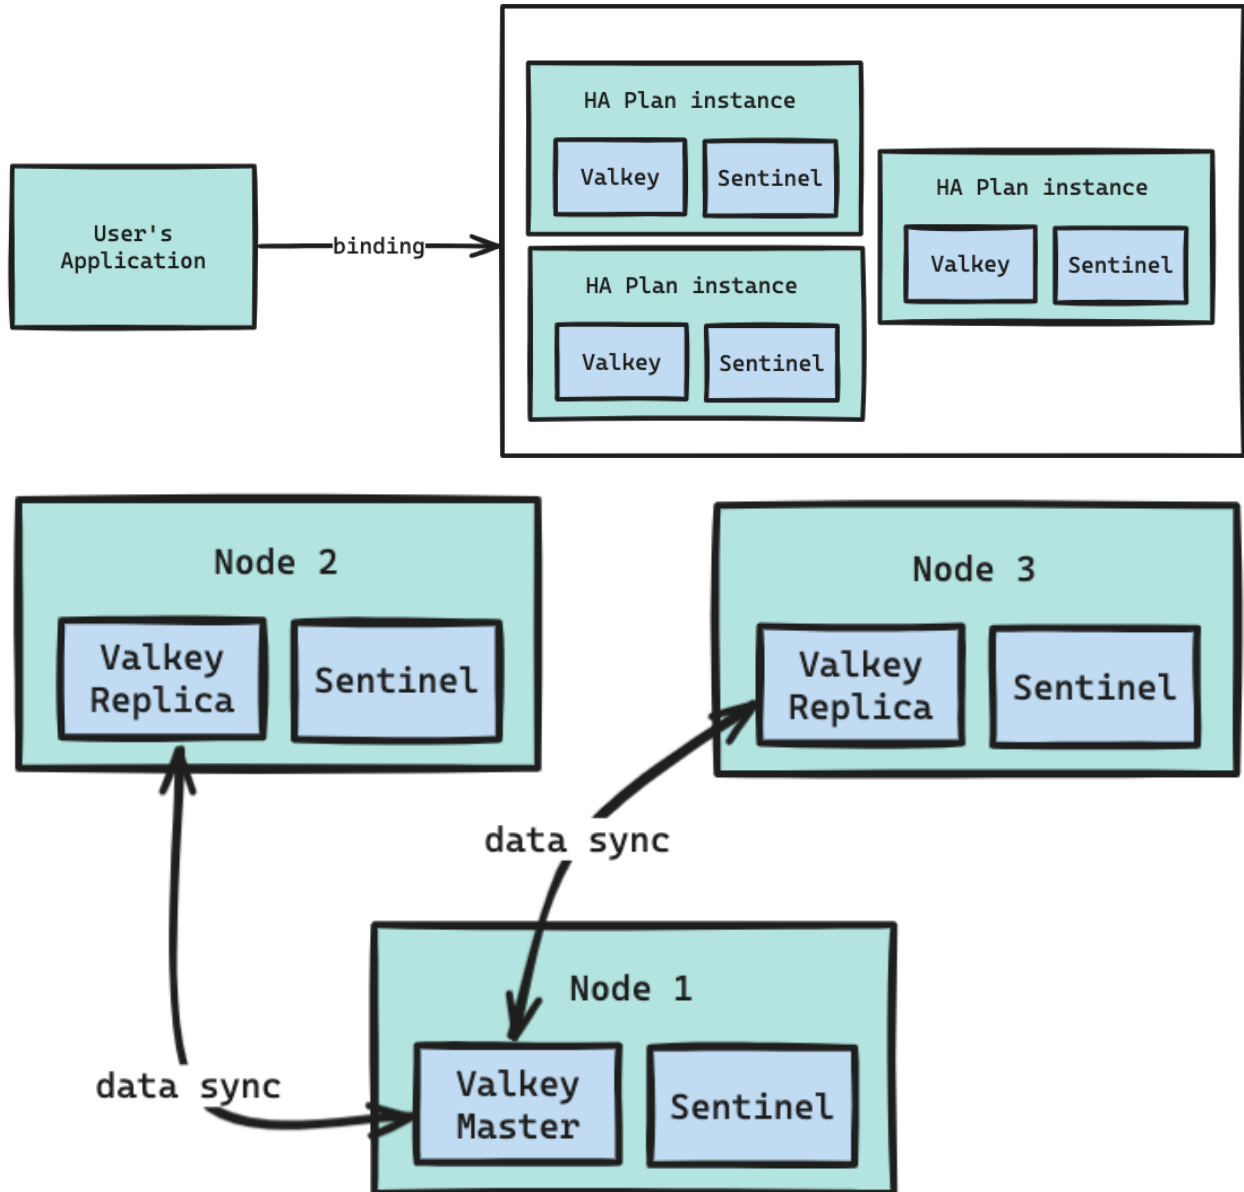 HA Plan instance
Valkey
Sentinel
HA Plan instance
Valkey
Sentinel
User's
Application
binding
HA Plan instance
Valkey
Sentinel
Node 2
Valkey
Replica
Sentinel
Node 3
Valkey
Replica
Sentinel
data sync
data sync
Node 1
Valkey
Master
Sentinel